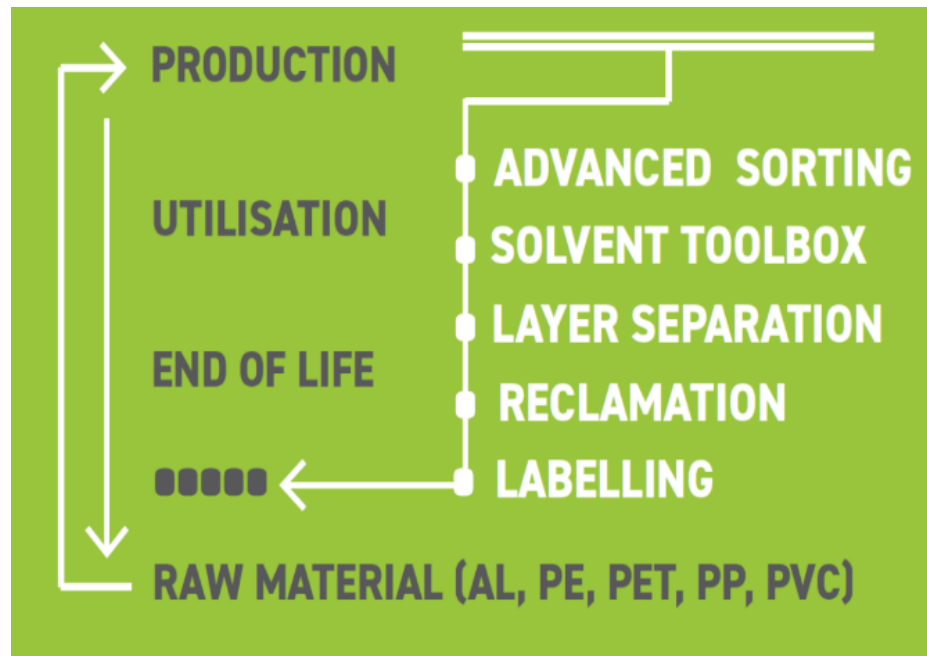 PRODUCTION
UTILISATION
END OF LIFE
ADVANCED SORTING
SOLVENT TOOLBOX
LAYER SEPARATION
RECLAMATION
LABELLING
RAW MATERIAL (AL, PE, PET, PP, PVC)